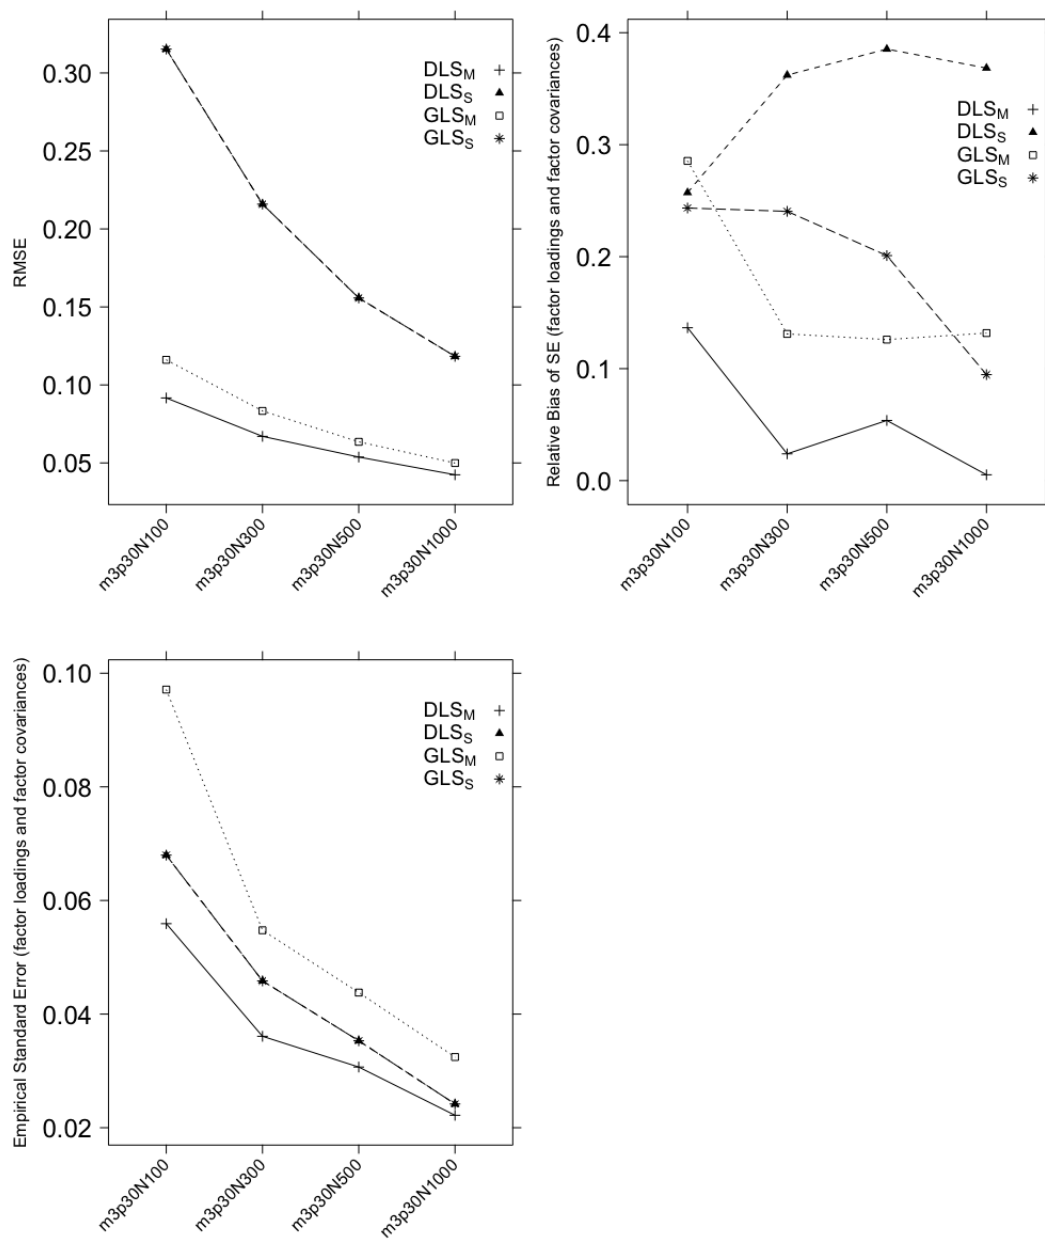 RMSE
0.30
0.25
0.20
0.15
0.10
0.05
DLSM
DLSS
GLSM
GLSS
m3p30N100
m3p30N300
m3p30N500
m3p30N1000
Relative Bias of SE (factor loadings and factor covariances)
0.4
0.3
0.2
0.1
0.0
DLSM
DLSS
GLSM
GLSS
m3p30N100
m3p30N300
m3p30N500
m3p30N1000
Empirical Standard Error (factor loadings and factor covariances)
0.10
0.08
0.06
0.04
0.02
DLSM
DLSS
GLSM
GLSS
m3p30N100
m3p30N300
m3p30N500
m3p30N1000